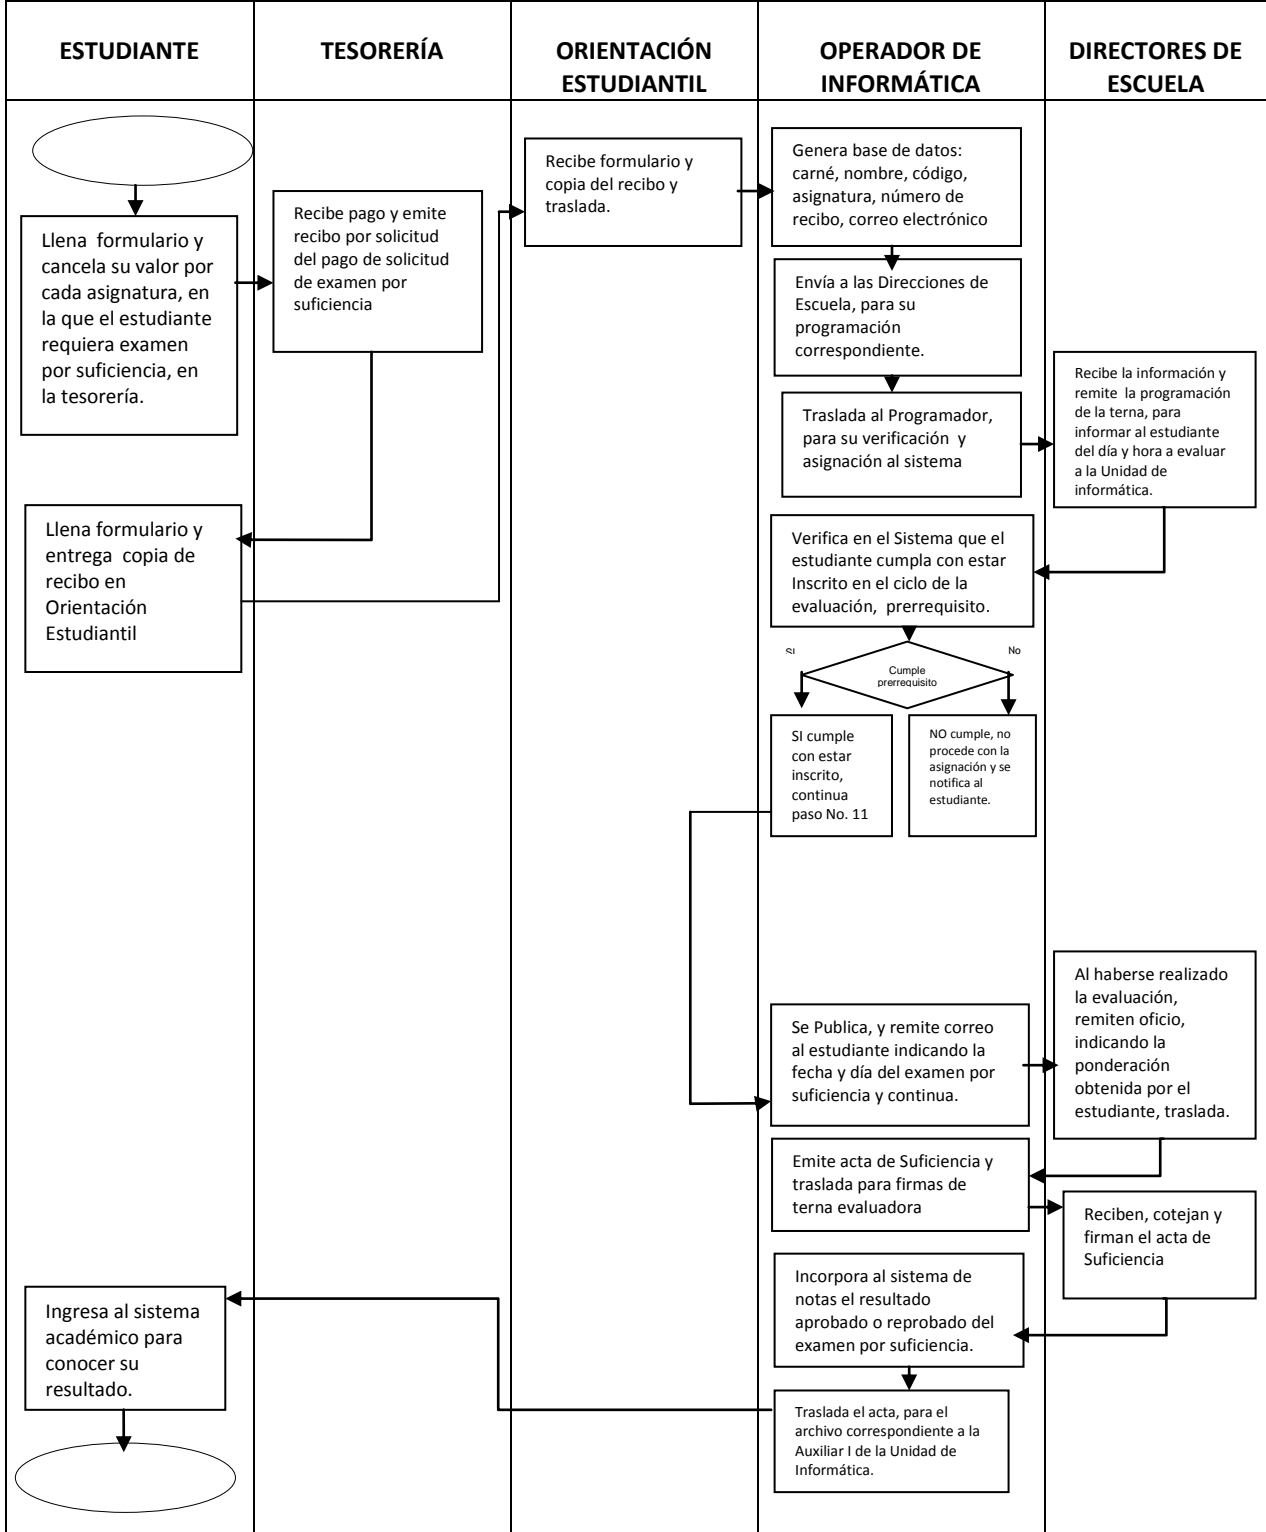 ESTUDIANTE
TESORERÍA
ORIENTACIÓN
ESTUDIANTIL
OPERADOR DE
INFORMÁTICA
DIRECTORES DE
ESCUELA
Llena formulario y
cancela su valor por
cada asignatura, en
la que el estudiante
requiera examen
por suficiencia, en
la tesorería.
Recibe pago y emite
recibo por solicitud
del pago de solicitud
de examen por
suficiencia
Llena formulario y
entrega copia de
recibo en
Orientación
Estudiantil
Recibe formulario y
copia del recibo y
traslada.
Genera base de datos:
carné, nombre, código,
asignatura, número de
recibo, correo electrónico
Envía a las Direcciones de
Escuela, para su
programación
correspondiente.
Traslada al Programador,
para su verificación y
asignación al sistema
Recibe la información y
remite la programación
de la terna, para
informar al estudiante
del día y hora a evaluar
a la Unidad de
informática.
Verifica en el Sistema que el
estudiante cumpla con estar
Inscrito en el ciclo de la
evaluación, prerrequisito.
SI
No
Cumple
prerrequisito
SI cumple
con estar
inscrito,
continua
paso No. 11
NO cumple, no
procede con la
asignación y se
notifica al
estudiante.
Se Publica, y remite correo
al estudiante indicando la
fecha y día del examen por
suficiencia y continua.
Al haberse realizado
la evaluación,
remiten oficio,
indicando la
ponderación
obtenida por el
estudiante, traslada.
Emite acta de Suficiencia y
traslada para firmas de
terna evaluadora
Reciben, cotejan y
firman el acta de
Suficiencia
Incorpora al sistema de
notas el resultado
aprobado o reprobado del
examen por suficiencia.
Traslada el acta, para el
archivo correspondiente a la
Auxiliar I de la Unidad de
Informática.
Ingresa al sistema
académico para
conocer su
resultado.